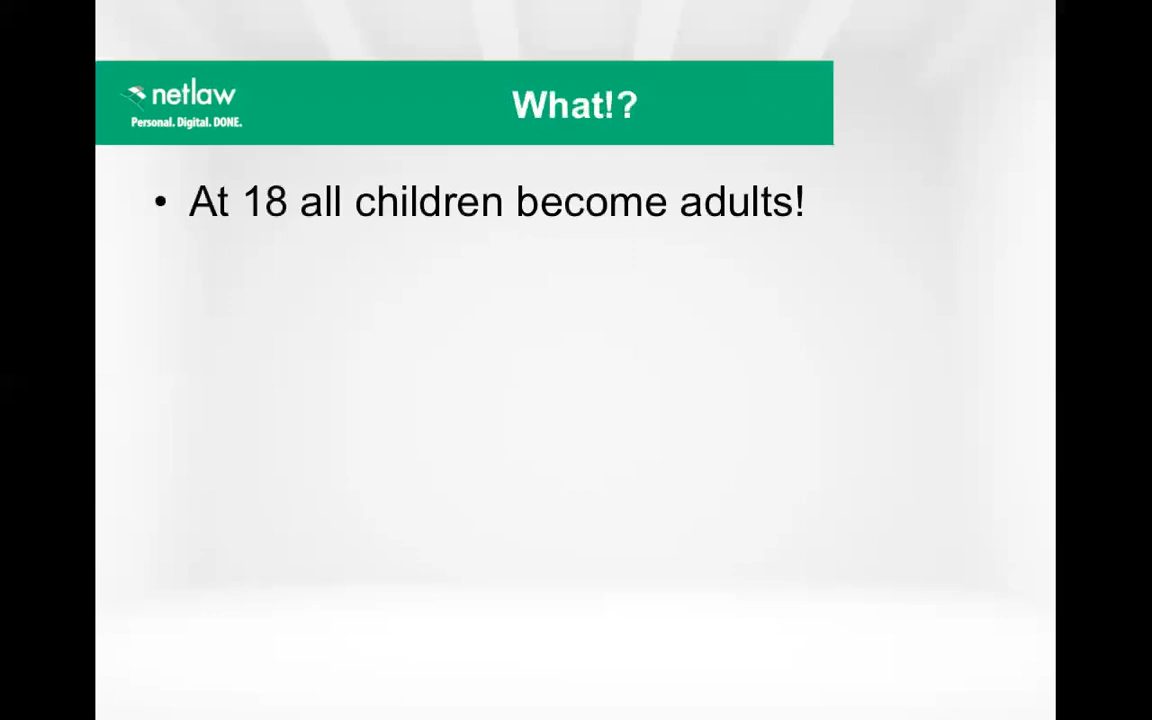 netlaw
Personal. Digital. DONE.
What!?
• At 18 all children become adults!